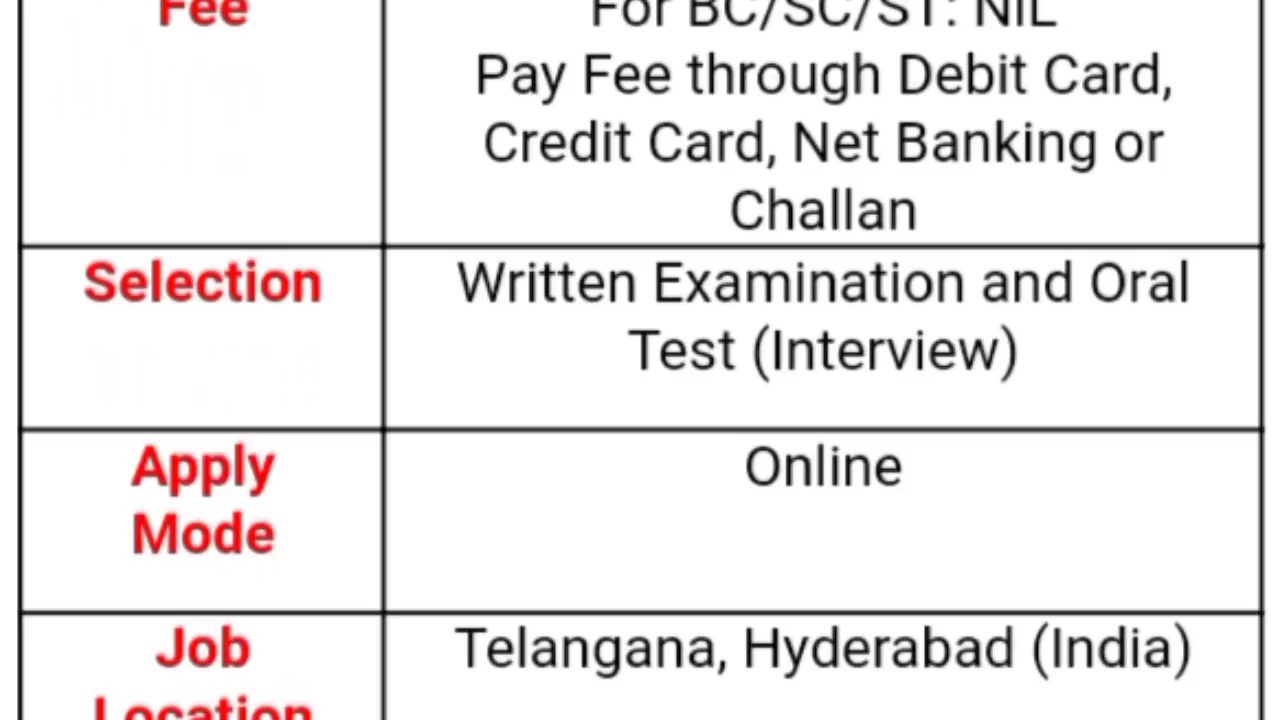 Fee
For BC/SC/ST: NIL
Pay Fee through Debit Card,
Credit Card, Net Banking or
Challan
Selection
Written Examination and Oral
Test (Interview)
Apply
Mode
Online
Job
Location
Telangana, Hyderabad (India)